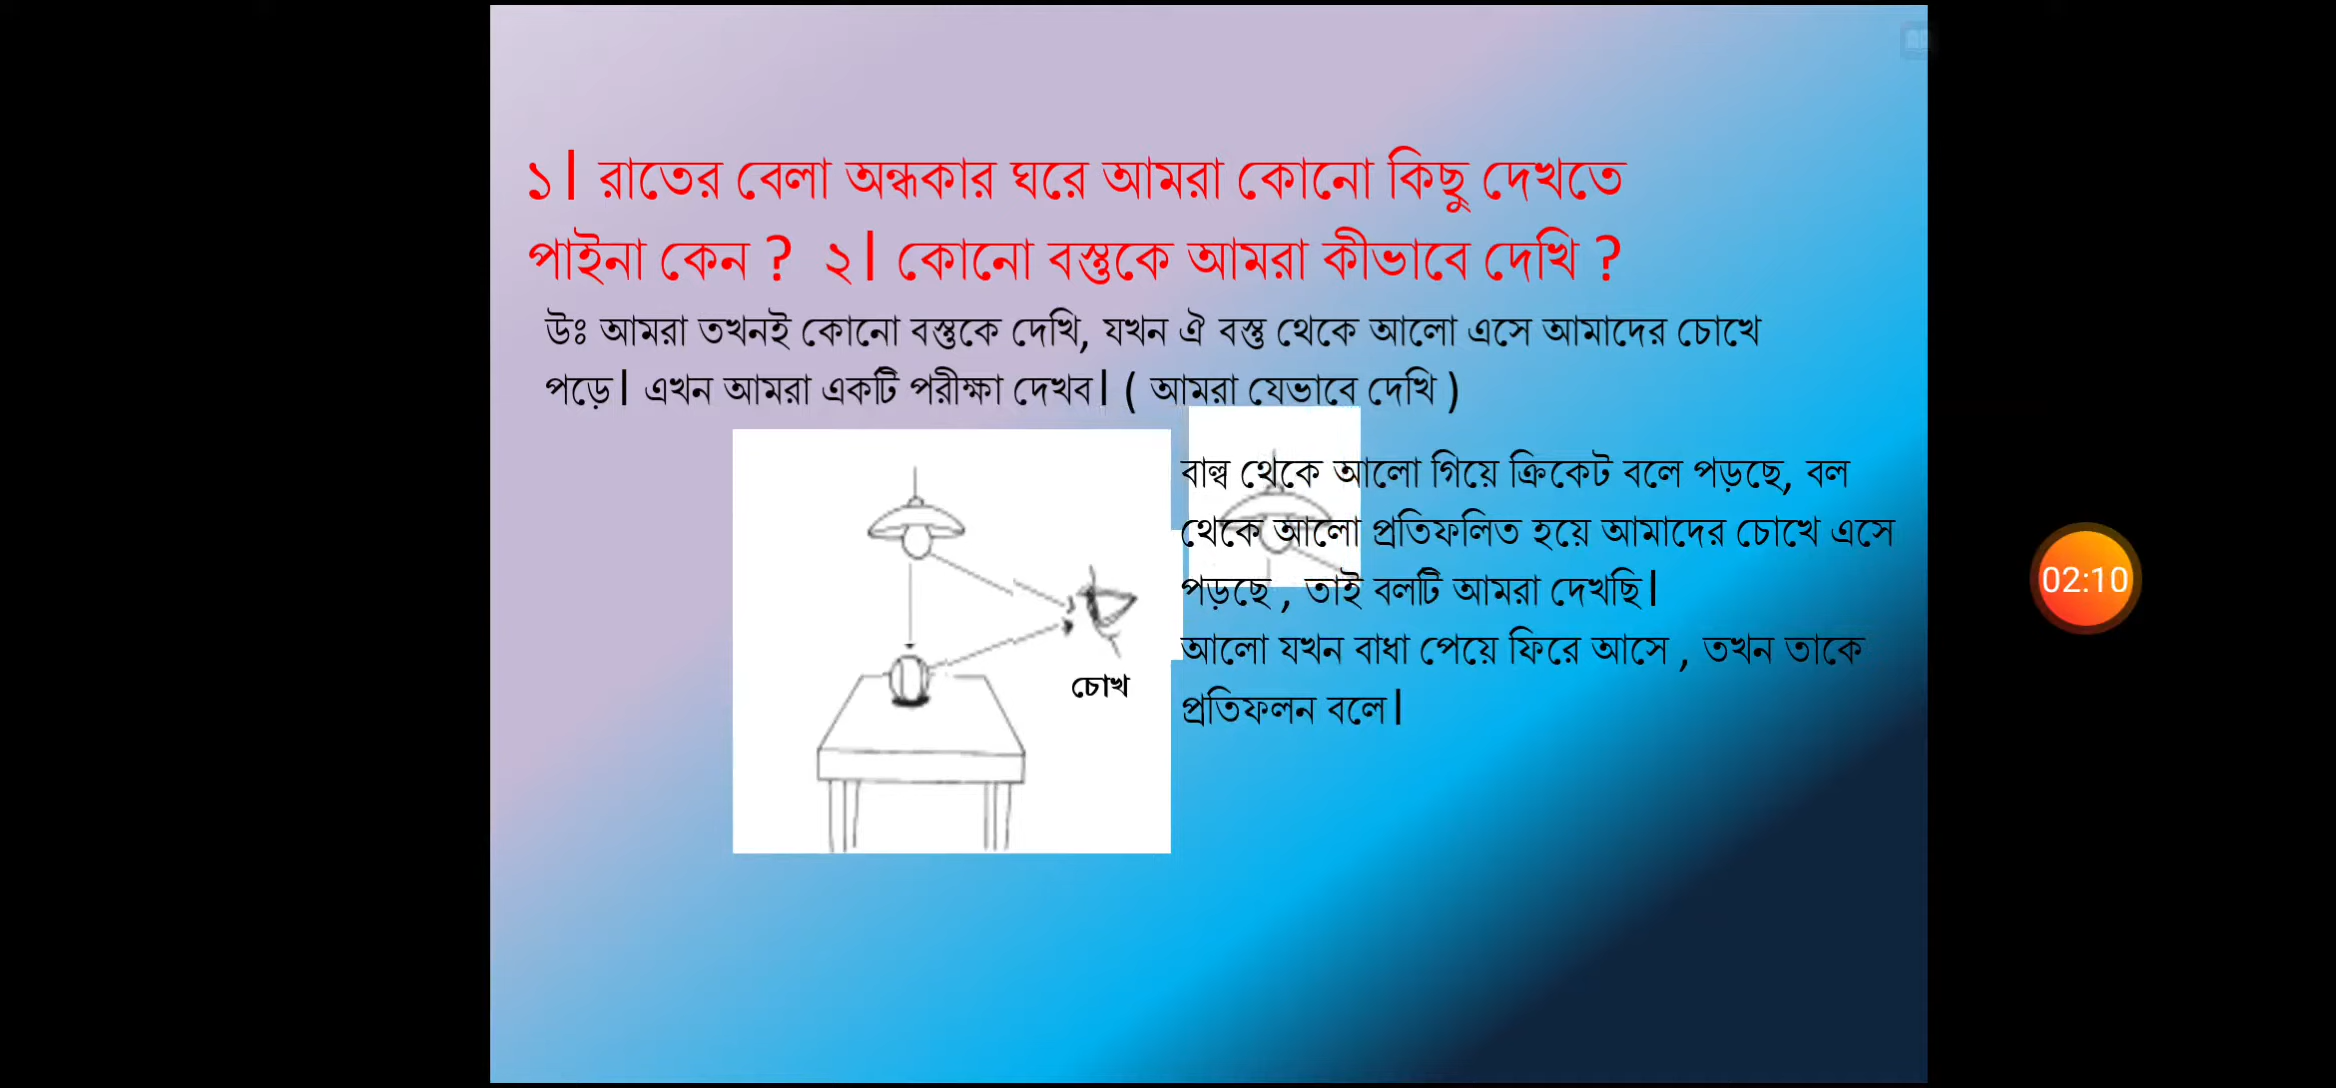 ১। রাতের বেলা অন্ধকার ঘরে আমরা কোনো কিছু দেখতে
পাইনা কেন ? ২। কোনো বস্তুকে আমরা কীভাবে দেখি ?
উঃ আমরা তখনই কোনো বস্তুকে দেখি, যখন ঐ বস্তু থেকে আলো এসে আমাদের চোখে
পড়ে। এখন আমরা একটি পরীক্ষা দেখব। ( আমরা যেভাবে দেখি )
বাল্ব থেকে আলো গিয়ে ক্রিকেট বলে পড়ছে, বল
থেকে আলো প্রতিফলিত হয়ে আমাদের চোখে এসে
পড়ছে , তাই বলটি আমরা দেখছি।
আলো যখন বাধা পেয়ে ফিরে আসে , তখন তাকে
প্রতিফলন বলে।
চোখ
02:10